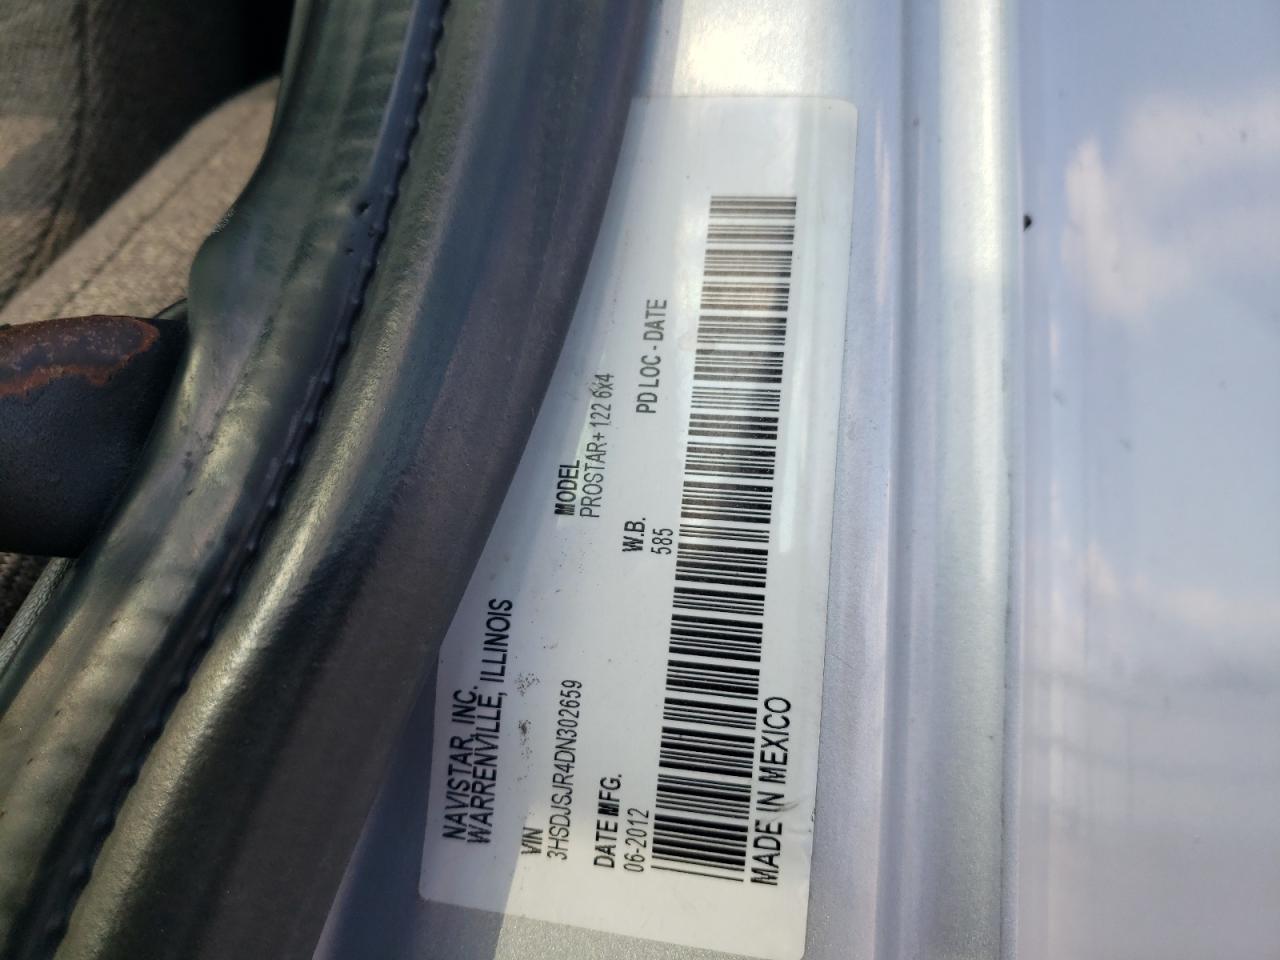 NAVISTAR, INC.
WARRENVILLE, ILLINOIS
VIN
3HSDJSJR4DN302659
MODEL
PROSTAR+ 122 6x4
DATE MFG.
06-2012
W.B.
585
PD LOC - DATE
MADE IN MEXICO